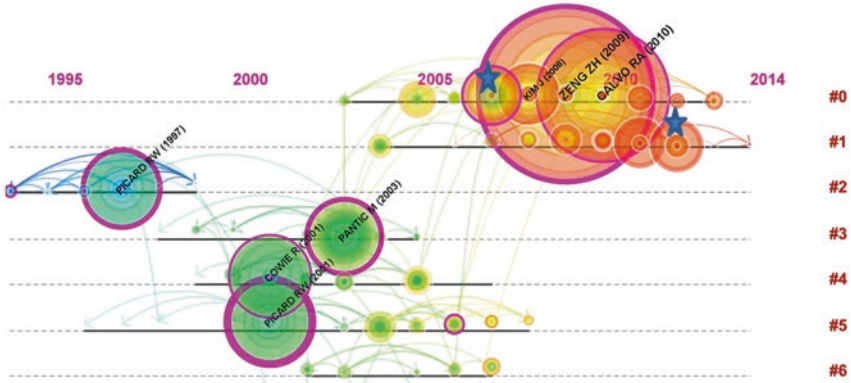 1995 2000 2005 2010 2014
KIM J (2008)
ZENG ZH (2009)
CALVO RA (2010)
#0
#1
PICARD RW (1997)
#2
PANTIC M (2003)
#3
COWIE R (2001)
#4
PICARD RW (2001)
#5
#6